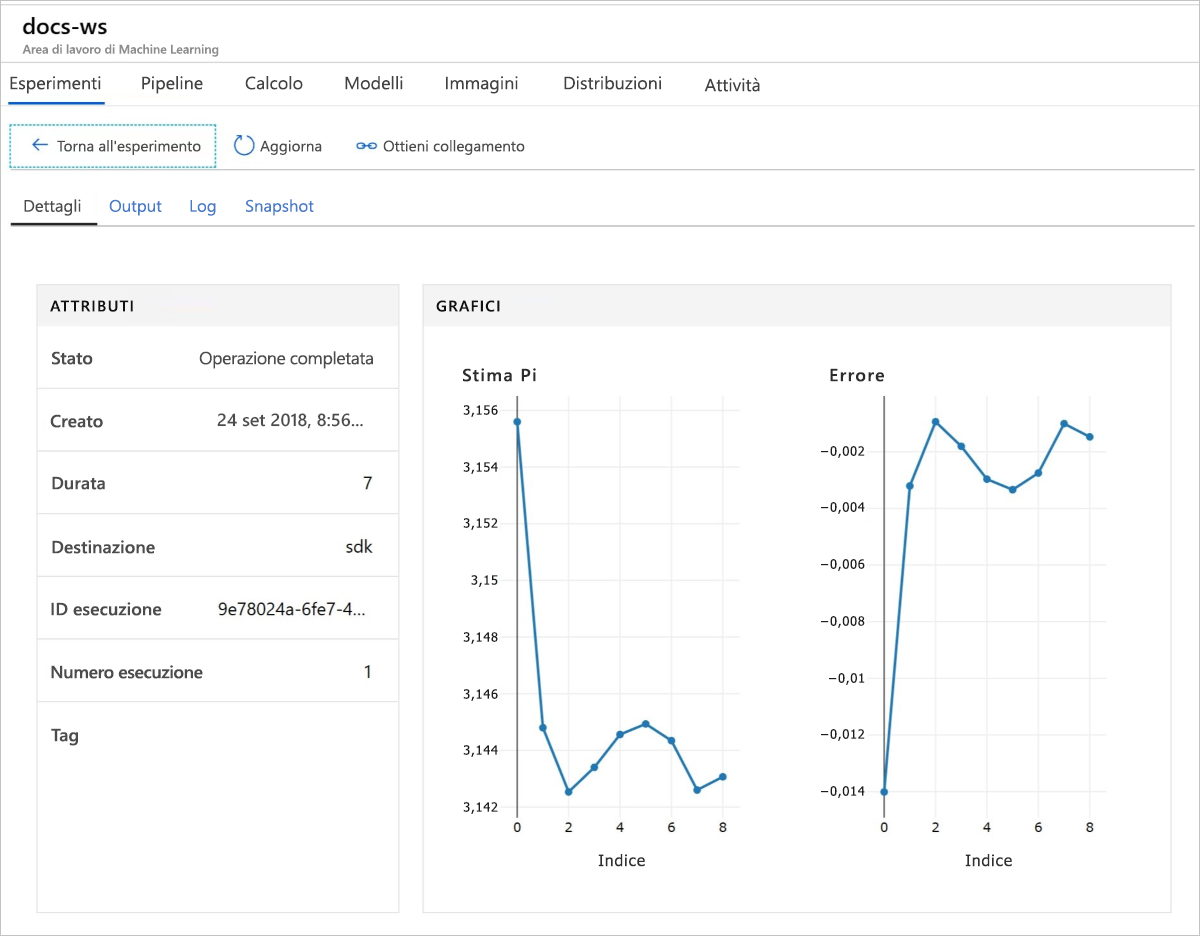 docs-ws
Area di lavoro di Machine Learning
Esperimenti Pipeline Calcolo Modelli Immagini Distribuzioni Attività
Torna all'esperimento Aggiorna Ottieni collegamento
Dettagli Output Log Snapshot
ATTRIBUTI
Stato Operazione completata
Creato 24 set 2018, 8:56...
Durata 7
Destinazione sdk
ID esecuzione 9e78024a-6fe7-4...
Numero esecuzione 1
Tag
GRAFICI
Stima Pi
3,156
3,154
3,152
3,15
3,148
3,146
3,144
3,142
0 2 4 6 8
Indice
Errore
−0,002
−0,004
−0,006
−0,008
−0,01
−0,012
−0,014
0 2 4 6 8
Indice